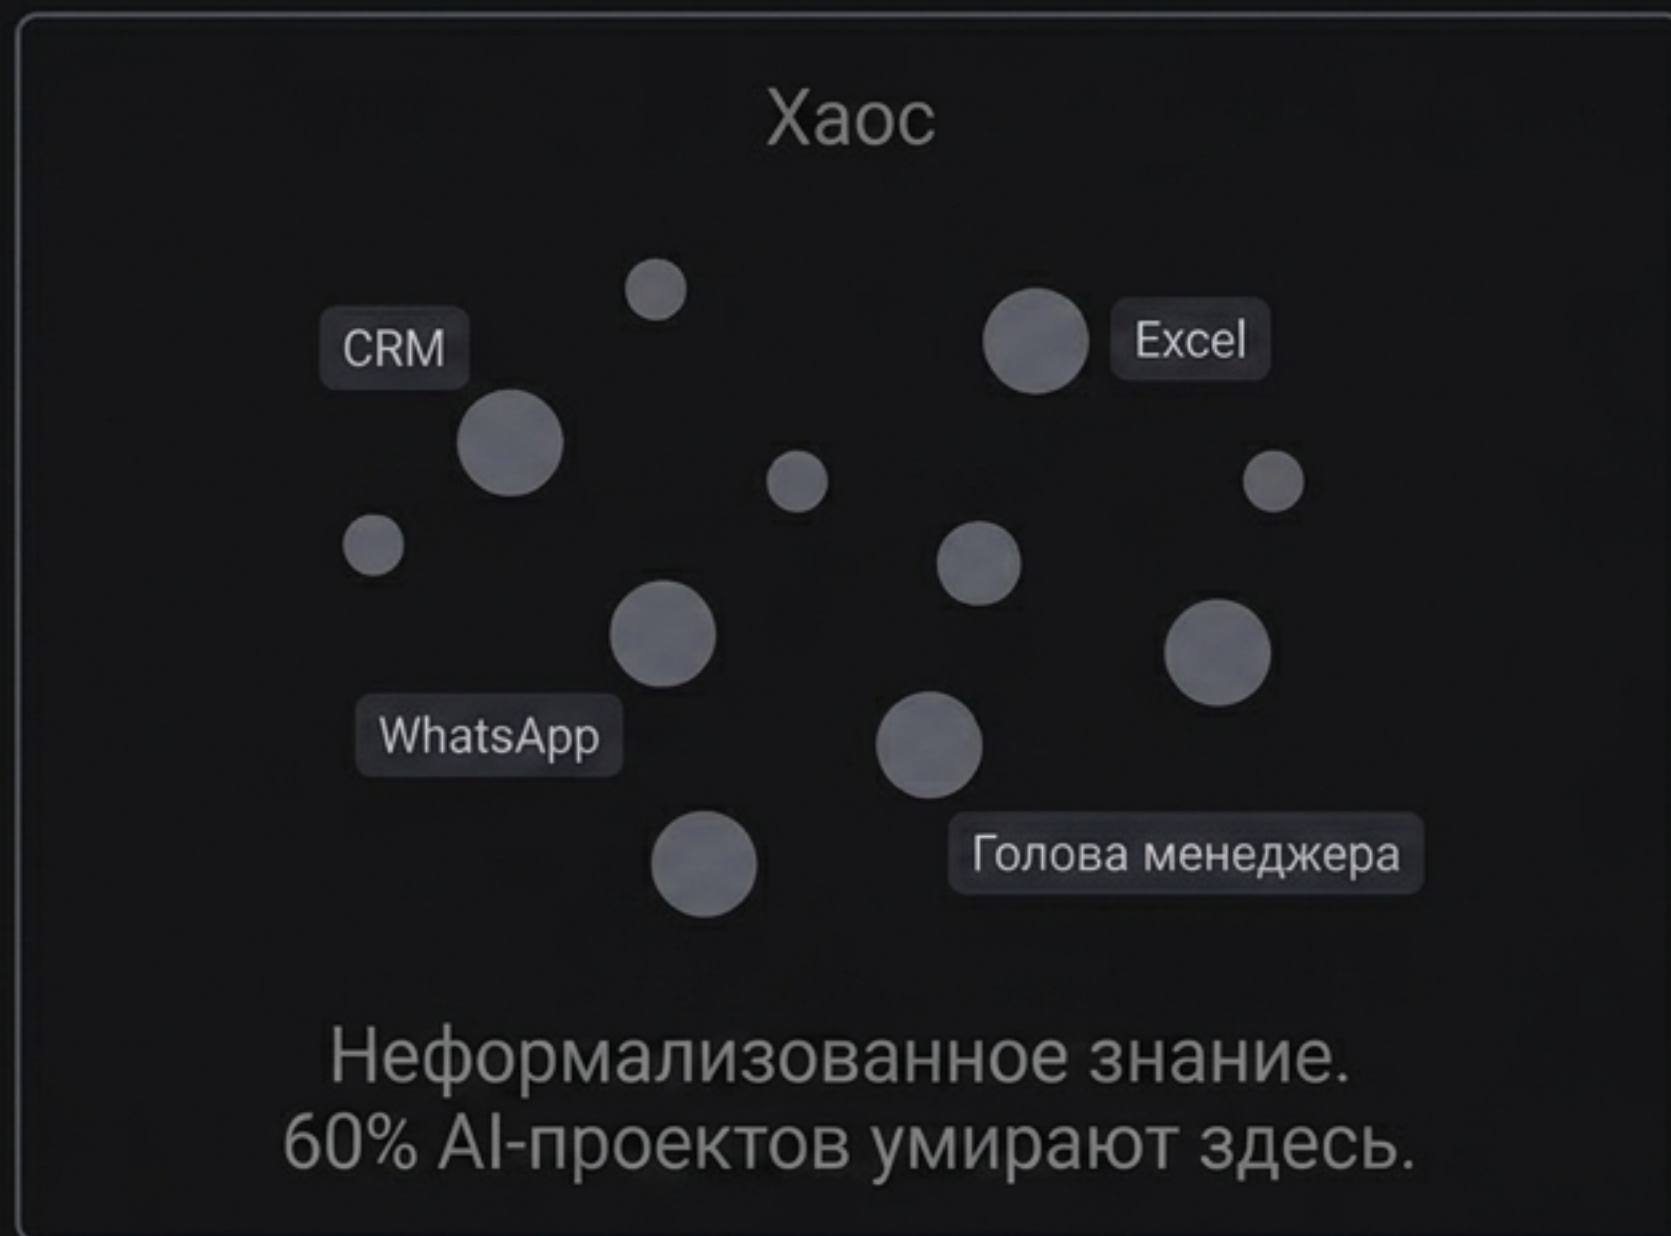 Хаос
CRM
Excel
WhatsApp
Голова менеджера
Неформализованное знание.
60% AI-проектов умирают здесь.